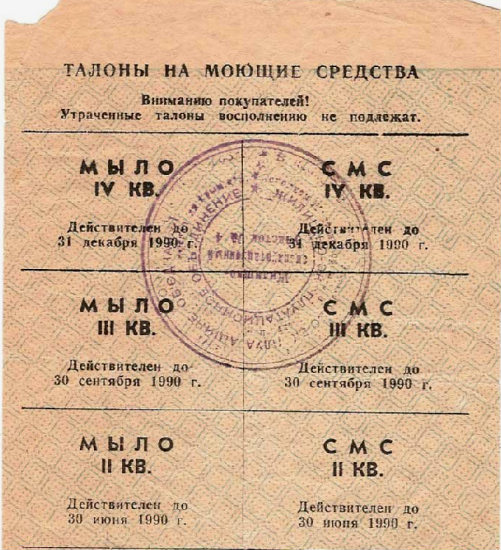 ТАЛОНЫ НА МОЮЩИЕ СРЕДСТВА
Вниманию покупателей!
Утраченные талоны восполнению не подлежат.
МЫЛО
IV КВ.
Действителен до
31 декабря 1990 г.
СМС
IV КВ.
Действителен до
31 декабря 1990 г.
МЫЛО
III КВ.
Действителен до
30 сентября 1990 г.
СМС
III КВ.
Действителен до
30 сентября 1990 г.
МЫЛО
II КВ.
Действителен до
30 июня 1990 г.
СМС
II КВ.
Действителен до
30 июня 1990 г.